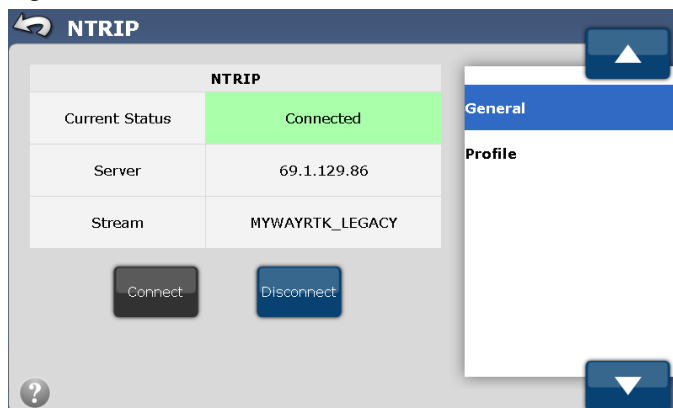 NTRIP
NTRIP
Current Status Connected
Server 69.1.129.86
Stream MYWAYRTK_LEGACY
Connect Disconnect
General
Profile
?